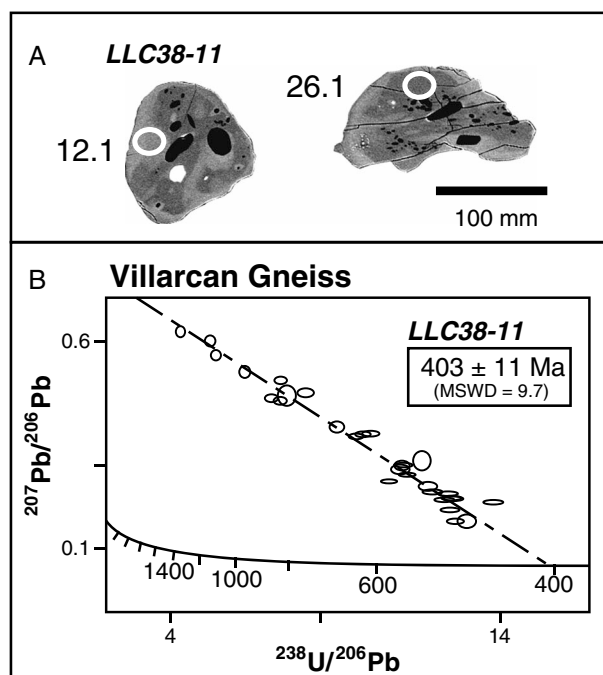 A
LLC38-11
12.1
26.1
100 mm
B
Villarcan Gneiss
LLC38-11
403 ± 11 Ma
(MSWD = 9.7)
0.6
207Pb/206Pb
0.1
1400
1000
600
400
4
14
238U/206Pb